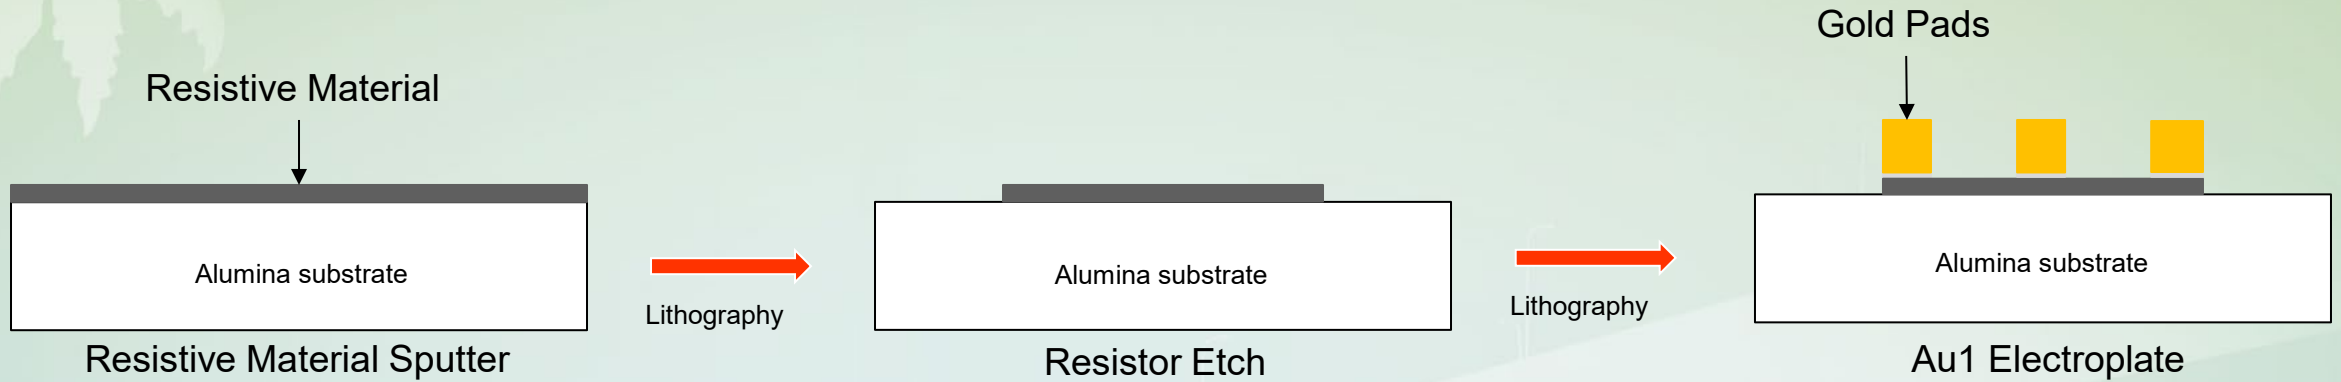 Gold Pads
Resistive Material
Alumina substrate
Lithography
Alumina substrate
Lithography
Alumina substrate
Resistive Material Sputter
Resistor Etch
Au1 Electroplate